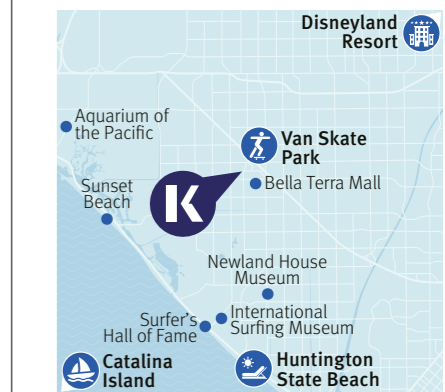 Disneyland
Resort
Aquarium of
the Pacific
Van Skate
Park
Bella Terra Mall
Sunset
Beach
K
Newland House
Museum
International
Surfing Museum
Surfer's
Hall of Fame
Catalina
Island
Huntington
State Beach